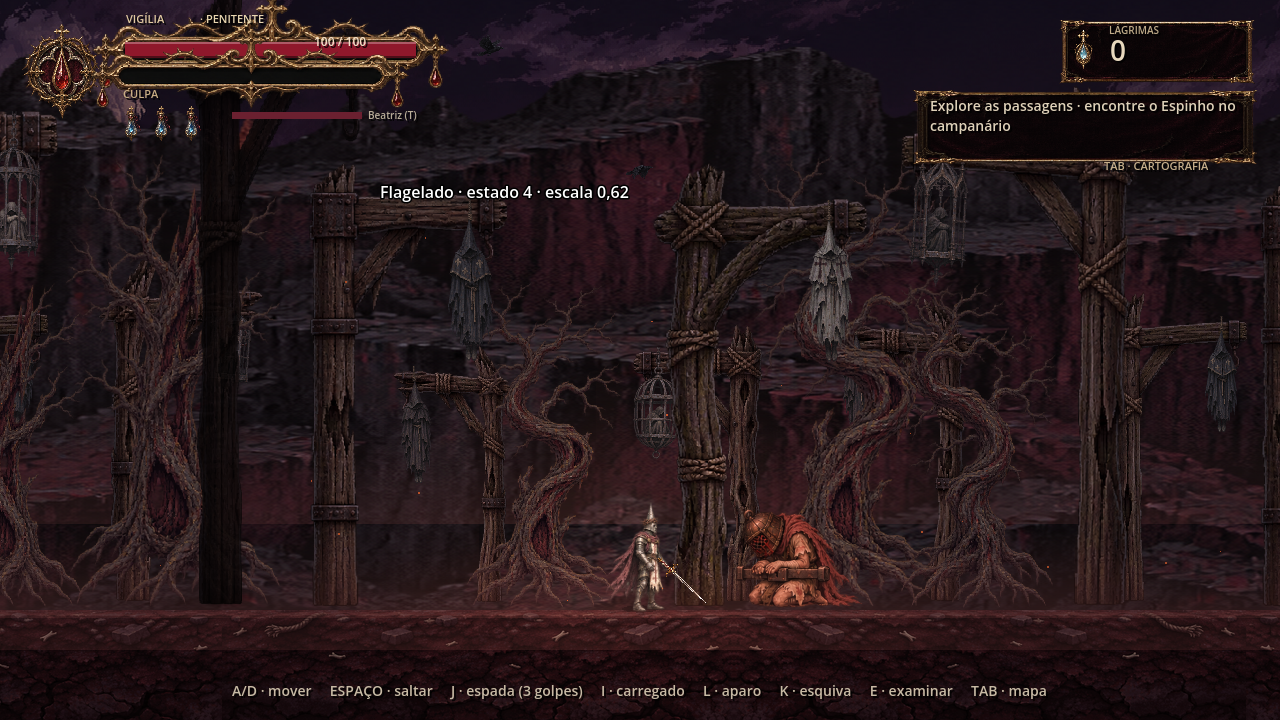 VIGÍLIA · PENITENTE
100 / 100
CULPA
Beatriz (T)
LÁGRIMAS
0
Explore as passagens · encontre o Espinho no
campanário
TAB · CARTOGRAFIA
Flagelado · estado 4 · escala 0,62
A/D · mover ESPAÇO · saltar J · espada (3 golpes) I · carregado L · aparo K · esquiva E · examinar TAB · mapa